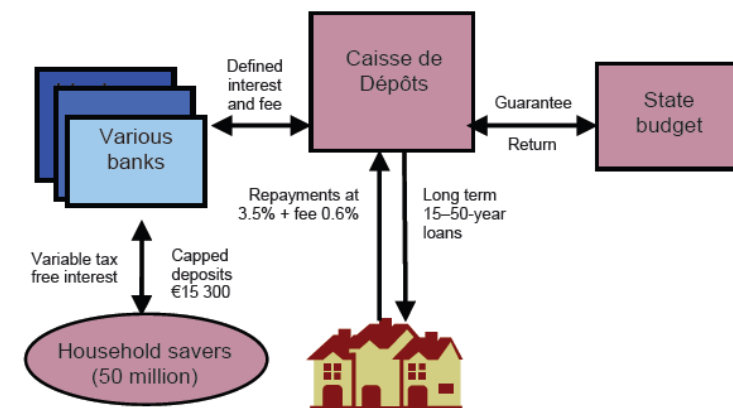 Defined
interest
and fee
Caisse de
Dépôts
Guarantee
Return
State
budget
Various
banks
Repayments at
3.5% + fee 0.6%
Long term
15–50-year
loans
Variable tax
free interest
Capped
deposits
€15 300
Household savers
(50 million)